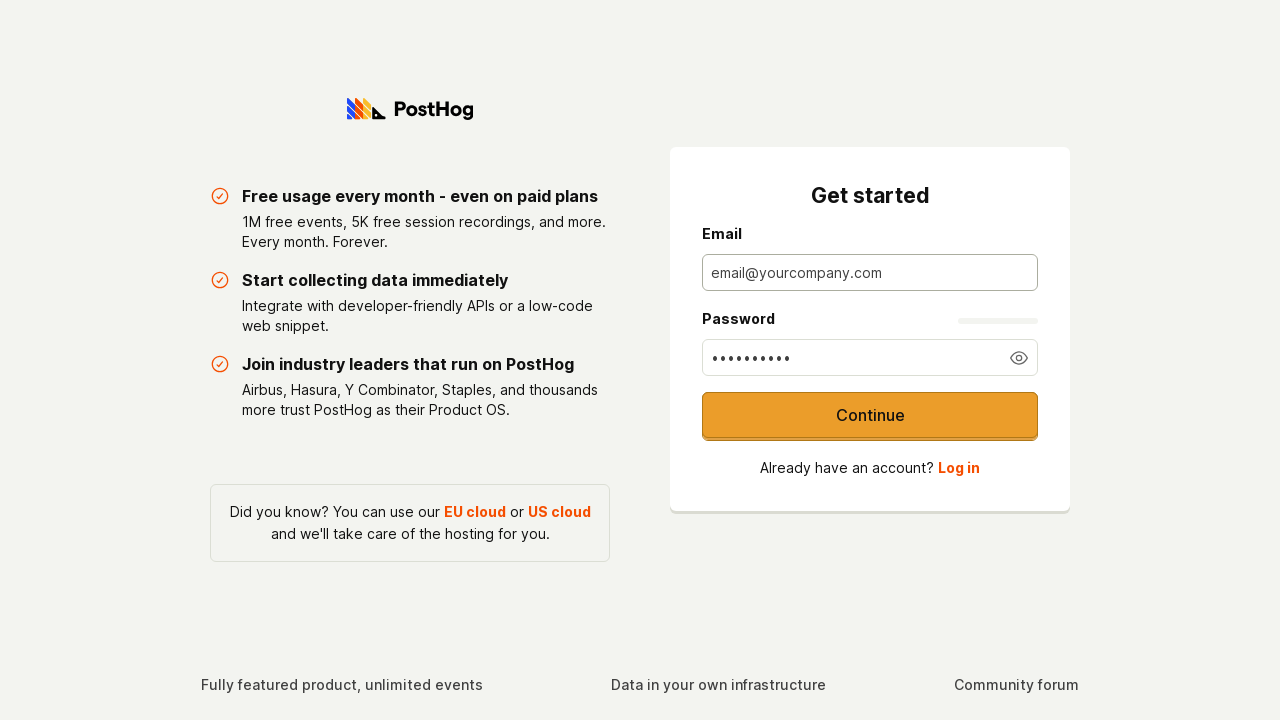 PostHog
Free usage every month - even on paid plans
1M free events, 5K free session recordings, and more.
Every month. Forever.
Start collecting data immediately
Integrate with developer-friendly APIs or a low-code
web snippet.
Join industry leaders that run on PostHog
Airbus, Hasura, Y Combinator, Staples, and thousands
more trust PostHog as their Product OS.
Did you know? You can use our EU cloud or US cloud
and we'll take care of the hosting for you.
Get started
Email
email@yourcompany.com
Password
••••••••••
Continue
Already have an account? Log in
Fully featured product, unlimited events
Data in your own infrastructure
Community forum